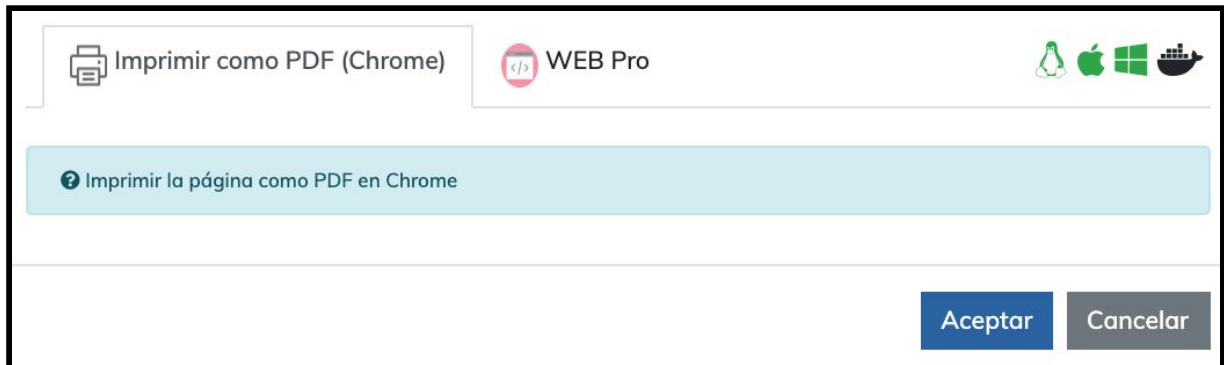 Imprimir como PDF (Chrome)
</> WEB Pro
? Imprimir la página como PDF en Chrome
Aceptar
Cancelar